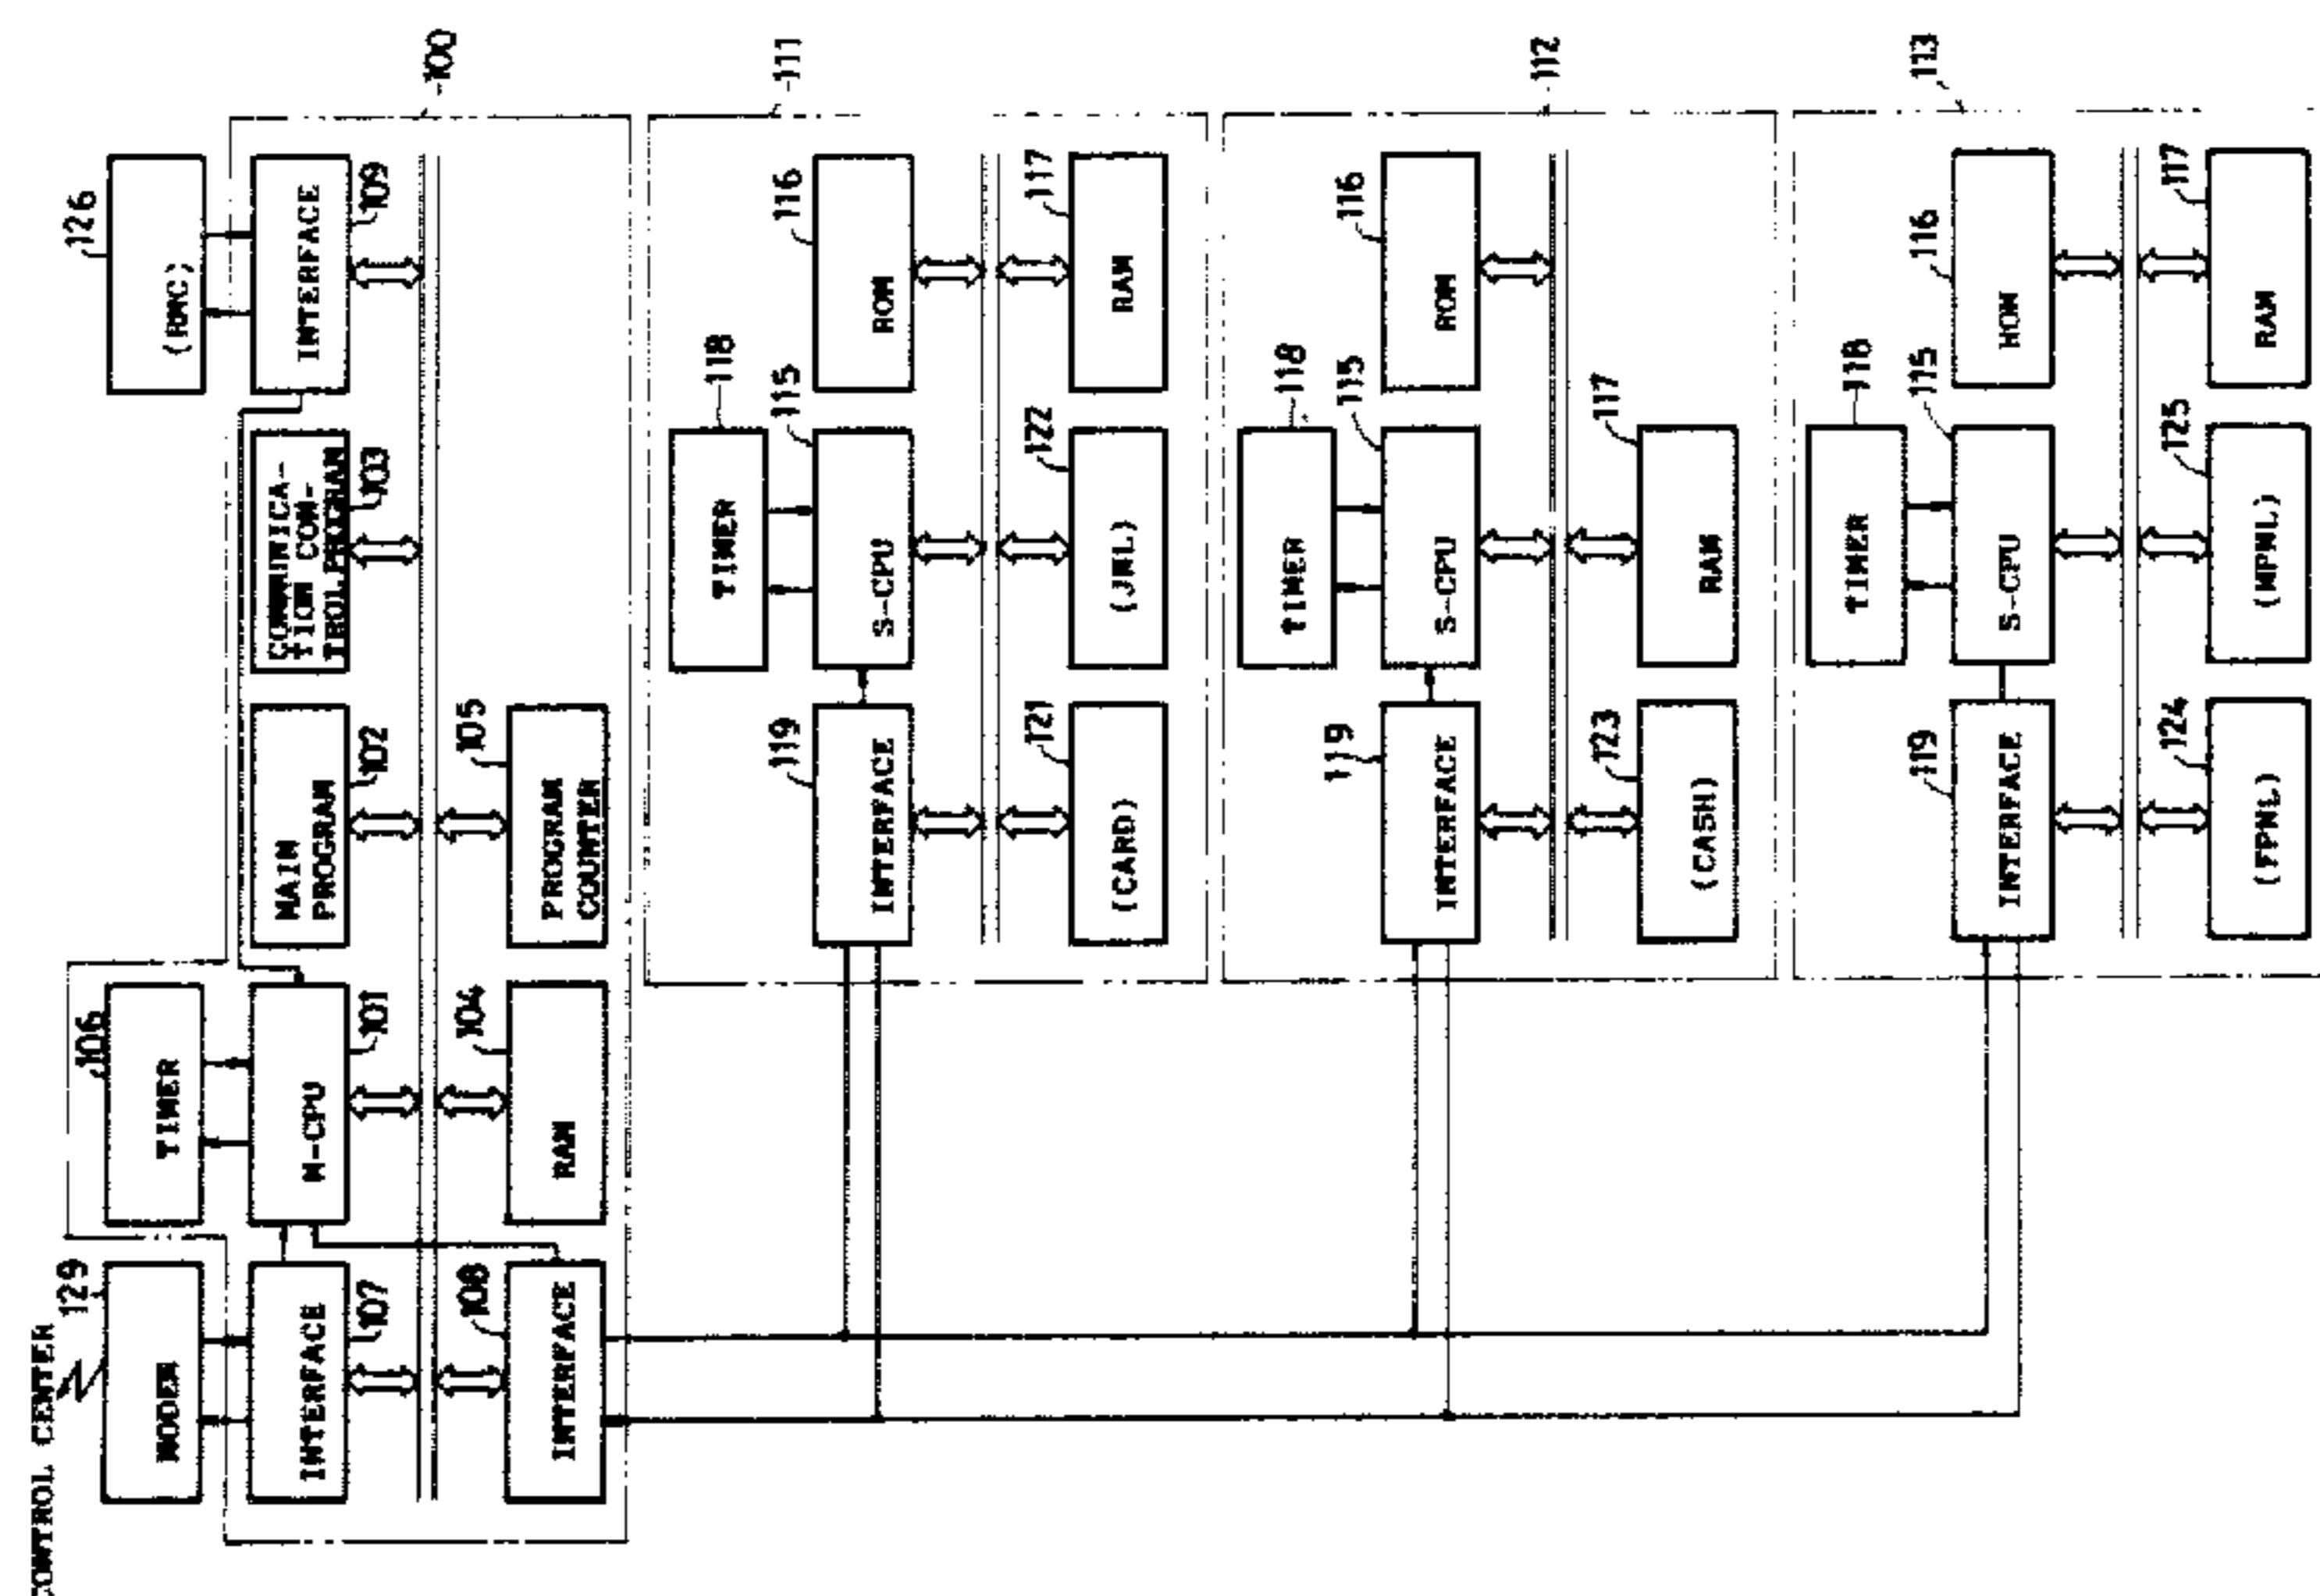 CONTROL CENTER
129
MODEM
INTERFACE
107
108
INTERFACE
106
TIMER
M-CPU
101
104
RAM
MAIN
PROGRAM
102
105
PROGRAM
COUNTER
COMMUNICA-
TION CON-
TROLPROGRAM
103
126
(RMC)
INTERFACE
109
100
111
118
TIMER
119
INTERFACE
115
S-CPU
116
ROM
121
(CARD)
122
(JNL)
117
RAM
112
118
TIMER
119
INTERFACE
115
S-CPU
116
ROM
123
(CASH)
117
RAM
113
118
TIMER
119
INTERFACE
115
S-CPU
116
ROM
124
(FPNL)
125
(MPNL)
117
RAM